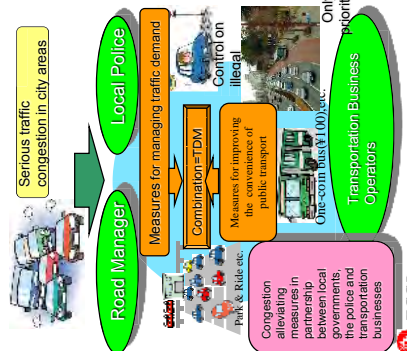 Serious traffic
congestion in city areas
Road Manager
Local Police
Measures for managing traffic demand
Control on
Illegal
Combination=TDM
Measures for improving
the convenience of
public transport
Park & Ride etc.
One-coin bus(¥100),etc.
priorit
Transportation Business
Operators
Congestion
alleviating
measures in
partnership
between local
governments,
the police and
transportation
businesses